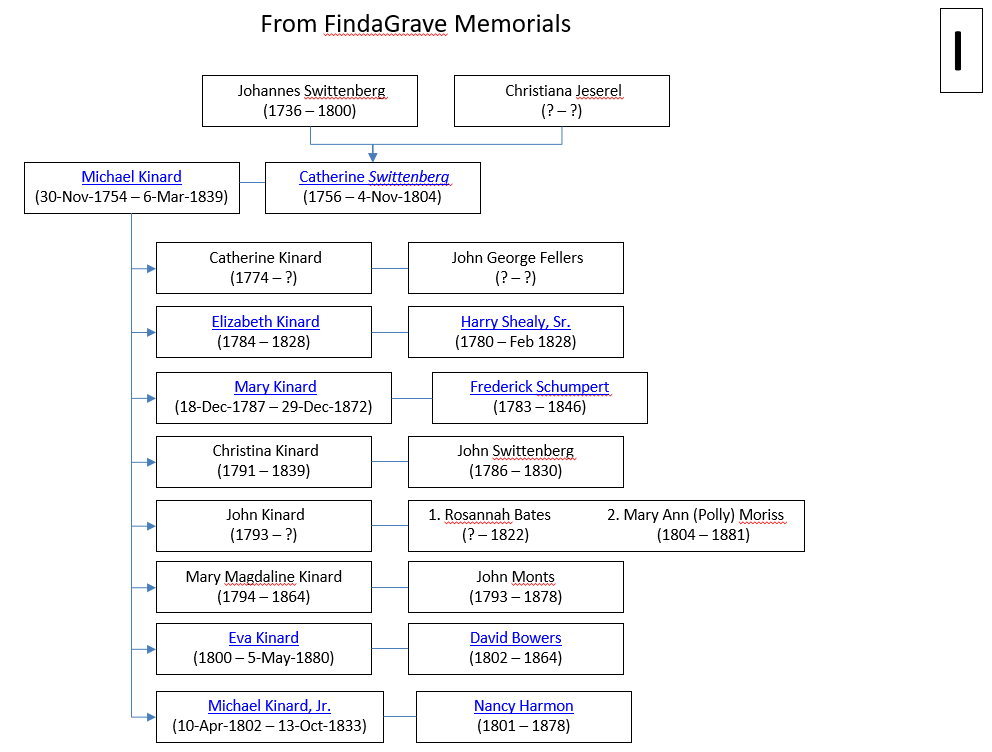 From FindaGrave Memorials
I
Johannes Swittenberg
(1736 – 1800)
Christiana Jeserel
(? – ?)
Michael Kinard
(30-Nov-1754 – 6-Mar-1839)
Catherine Swittenberg
(1756 – 4-Nov-1804)
Catherine Kinard
(1774 – ?)
John George Fellers
(? – ?)
Elizabeth Kinard
(1784 – 1828)
Harry Shealy, Sr.
(1780 – Feb 1828)
Mary Kinard
(18-Dec-1787 – 29-Dec-1872)
Frederick Schumpert
(1783 – 1846)
Christina Kinard
(1791 – 1839)
John Swittenberg
(1786 – 1830)
John Kinard
(1793 – ?)
1. Rosannah Bates
(? – 1822)
2. Mary Ann (Polly) Moriss
(1804 – 1881)
Mary Magdaline Kinard
(1794 – 1864)
John Monts
(1793 – 1878)
Eva Kinard
(1800 – 5-May-1880)
David Bowers
(1802 – 1864)
Michael Kinard, Jr.
(10-Apr-1802 – 13-Oct-1833)
Nancy Harmon
(1801 – 1878)